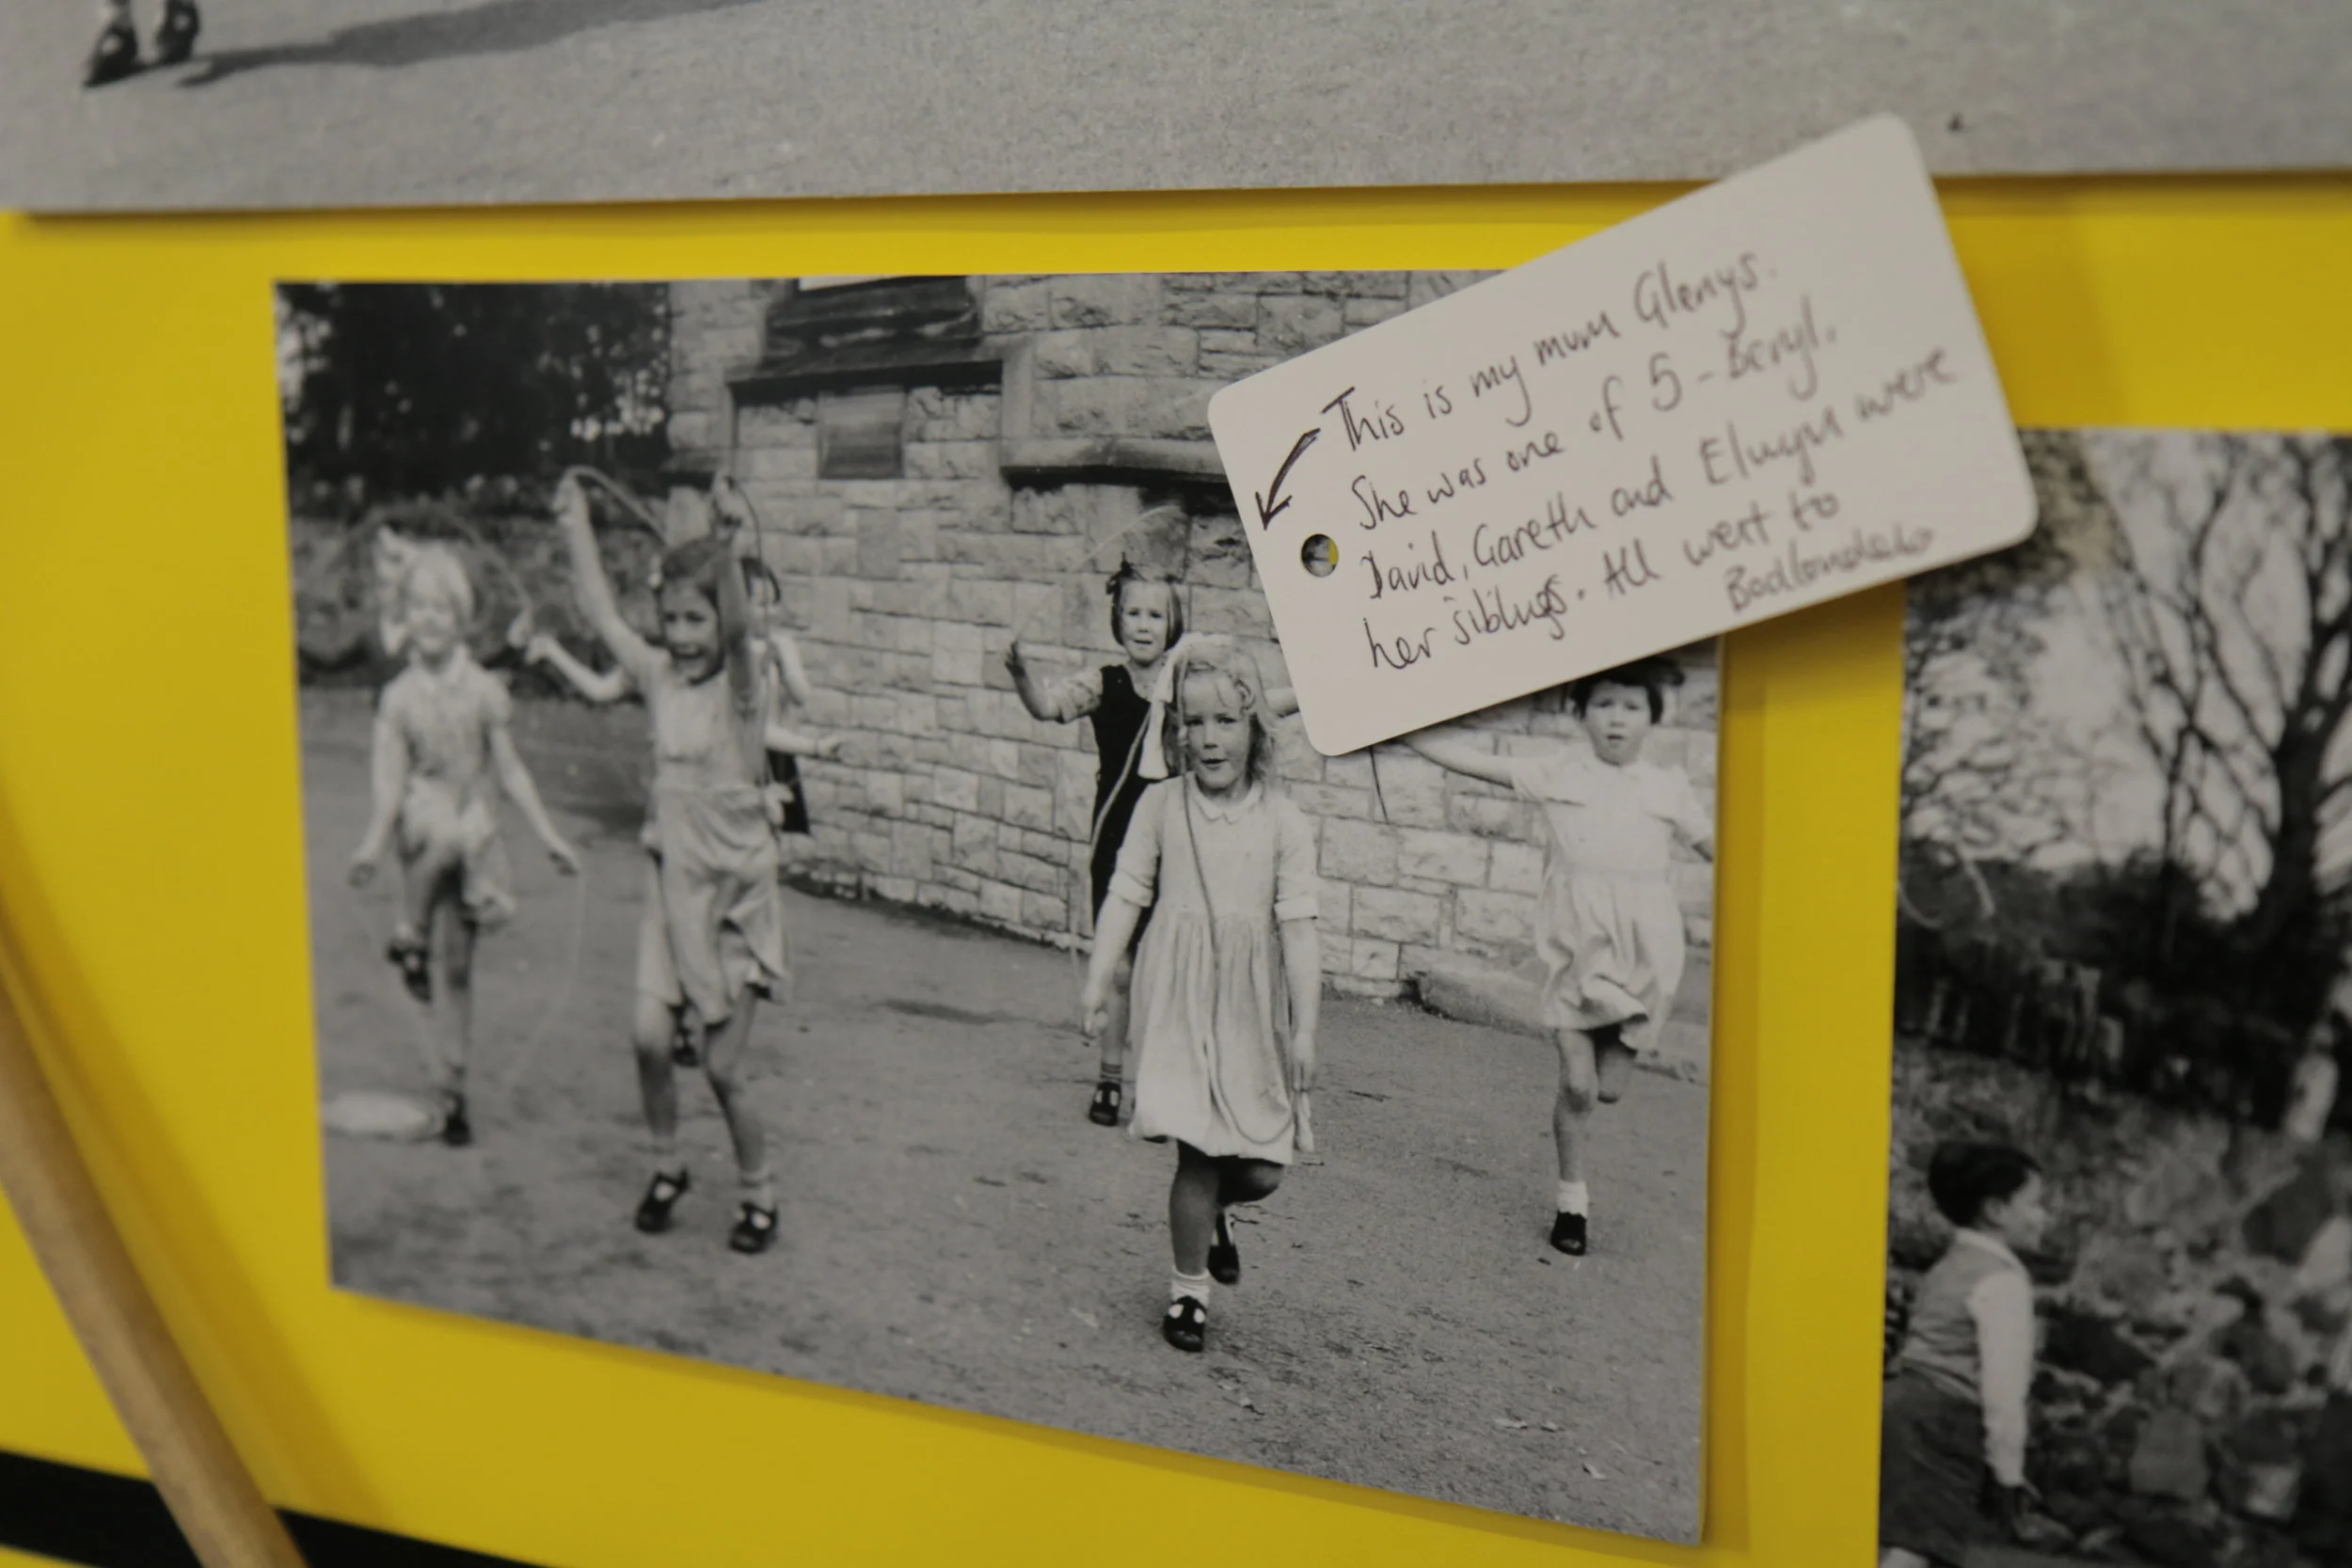 This is my mum Glenys.
She was one of 5 - Beryl,
David, Gareth and Elwyn were
her siblings. All went to
Bodlondeb